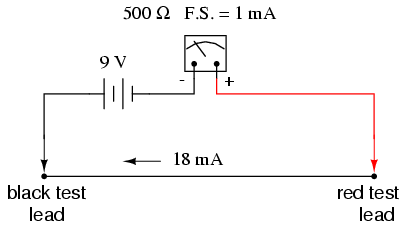 500 Ω F.S. = 1 mA
9 V
- +
18 mA
black test lead
red test lead